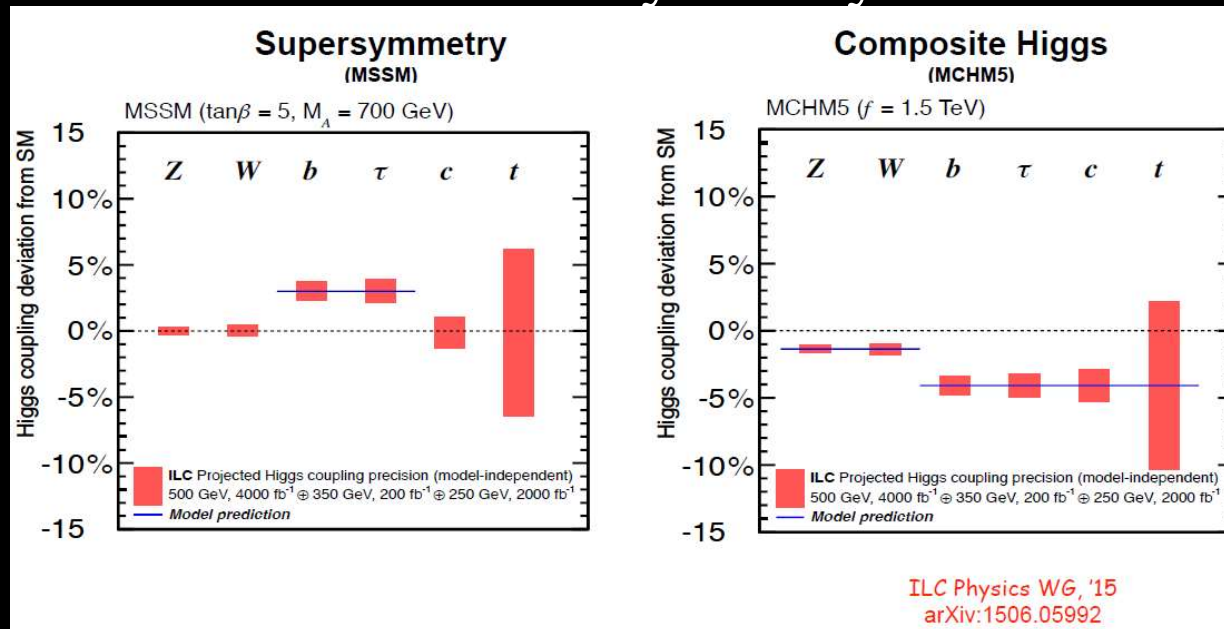 Supersymmetry
(MSSM)
MSSM (tanβ = 5, M_A = 700 GeV)
Higgs coupling deviation from SM
15
10%
5%
0%
-5%
-10%
-15
Z W b τ c t
ILC Projected Higgs coupling precision (model-independent)
500 GeV, 4000 fb⁻¹ ⊕ 350 GeV, 200 fb⁻¹ ⊕ 250 GeV, 2000 fb⁻¹
Model prediction
Composite Higgs
(MCHM5)
MCHM5 (f = 1.5 TeV)
Higgs coupling deviation from SM
15
10%
5%
0%
-5%
-10%
-15
Z W b τ c t
ILC Projected Higgs coupling precision (model-independent)
500 GeV, 4000 fb⁻¹ ⊕ 350 GeV, 200 fb⁻¹ ⊕ 250 GeV, 2000 fb⁻¹
Model prediction
ILC Physics WG, '15
arXiv:1506.05992